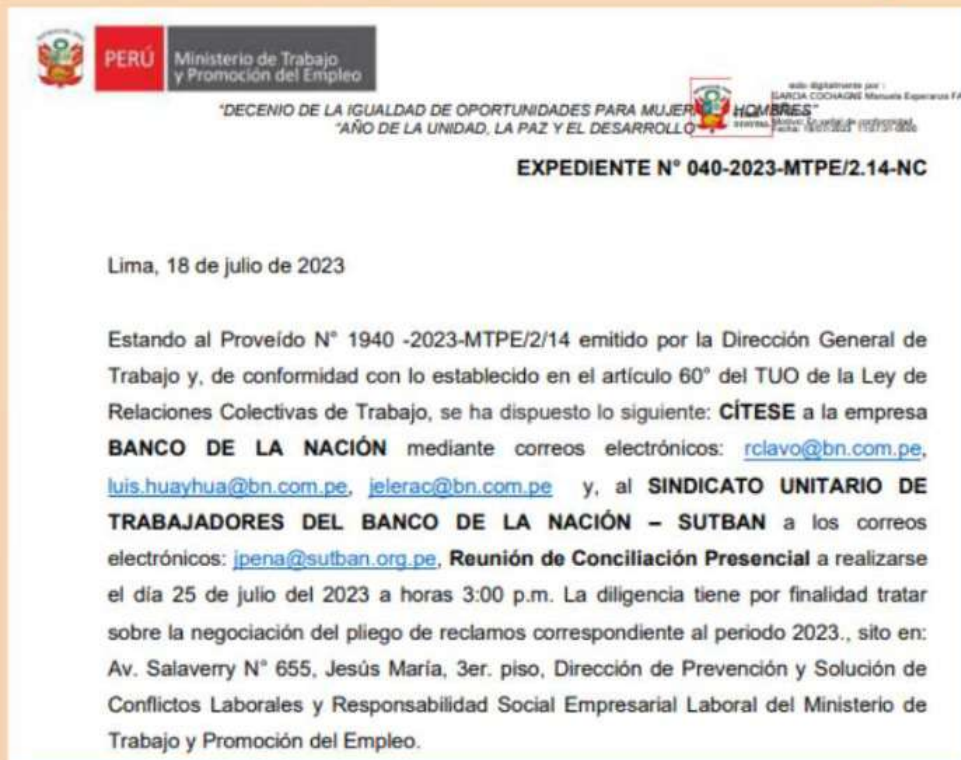 PERÚ
Ministerio de Trabajo
y Promoción del Empleo
"DECENIO DE LA IGUALDAD DE OPORTUNIDADES PARA MUJER HOMBRES"
"AÑO DE LA UNIDAD, LA PAZ Y EL DESARROLLO
EXPEDIENTE N° 040-2023-MTPE/2.14-NC
Lima, 18 de julio de 2023
Estando al Proveído N° 1940 -2023-MTPE/2/14 emitido por la Dirección General de
Trabajo y, de conformidad con lo establecido en el artículo 60° del TUO de la Ley de
Relaciones Colectivas de Trabajo, se ha dispuesto lo siguiente: CÍTESE a la empresa
BANCO DE LA NACIÓN mediante correos electrónicos: rclavo@bn.com.pe,
luis.huayhua@bn.com.pe, jelerac@bn.com.pe y, al SINDICATO UNITARIO DE
TRABAJADORES DEL BANCO DE LA NACIÓN – SUTBAN a los correos
electrónicos: jpena@sutban.org.pe, Reunión de Conciliación Presencial a realizarse
el día 25 de julio del 2023 a horas 3:00 p.m. La diligencia tiene por finalidad tratar
sobre la negociación del pliego de reclamos correspondiente al periodo 2023., sito en:
Av. Salaverry N° 655, Jesús María, 3er. piso, Dirección de Prevención y Solución de
Conflictos Laborales y Responsabilidad Social Empresarial Laboral del Ministerio de
Trabajo y Promoción del Empleo.